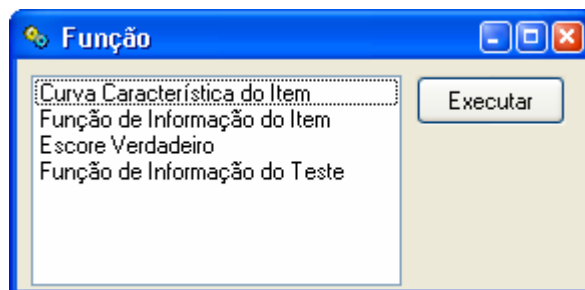 Função
Curva Característica do Item
Executar
Função de Informação do Item
Escore Verdadeiro
Função de Informação do Teste